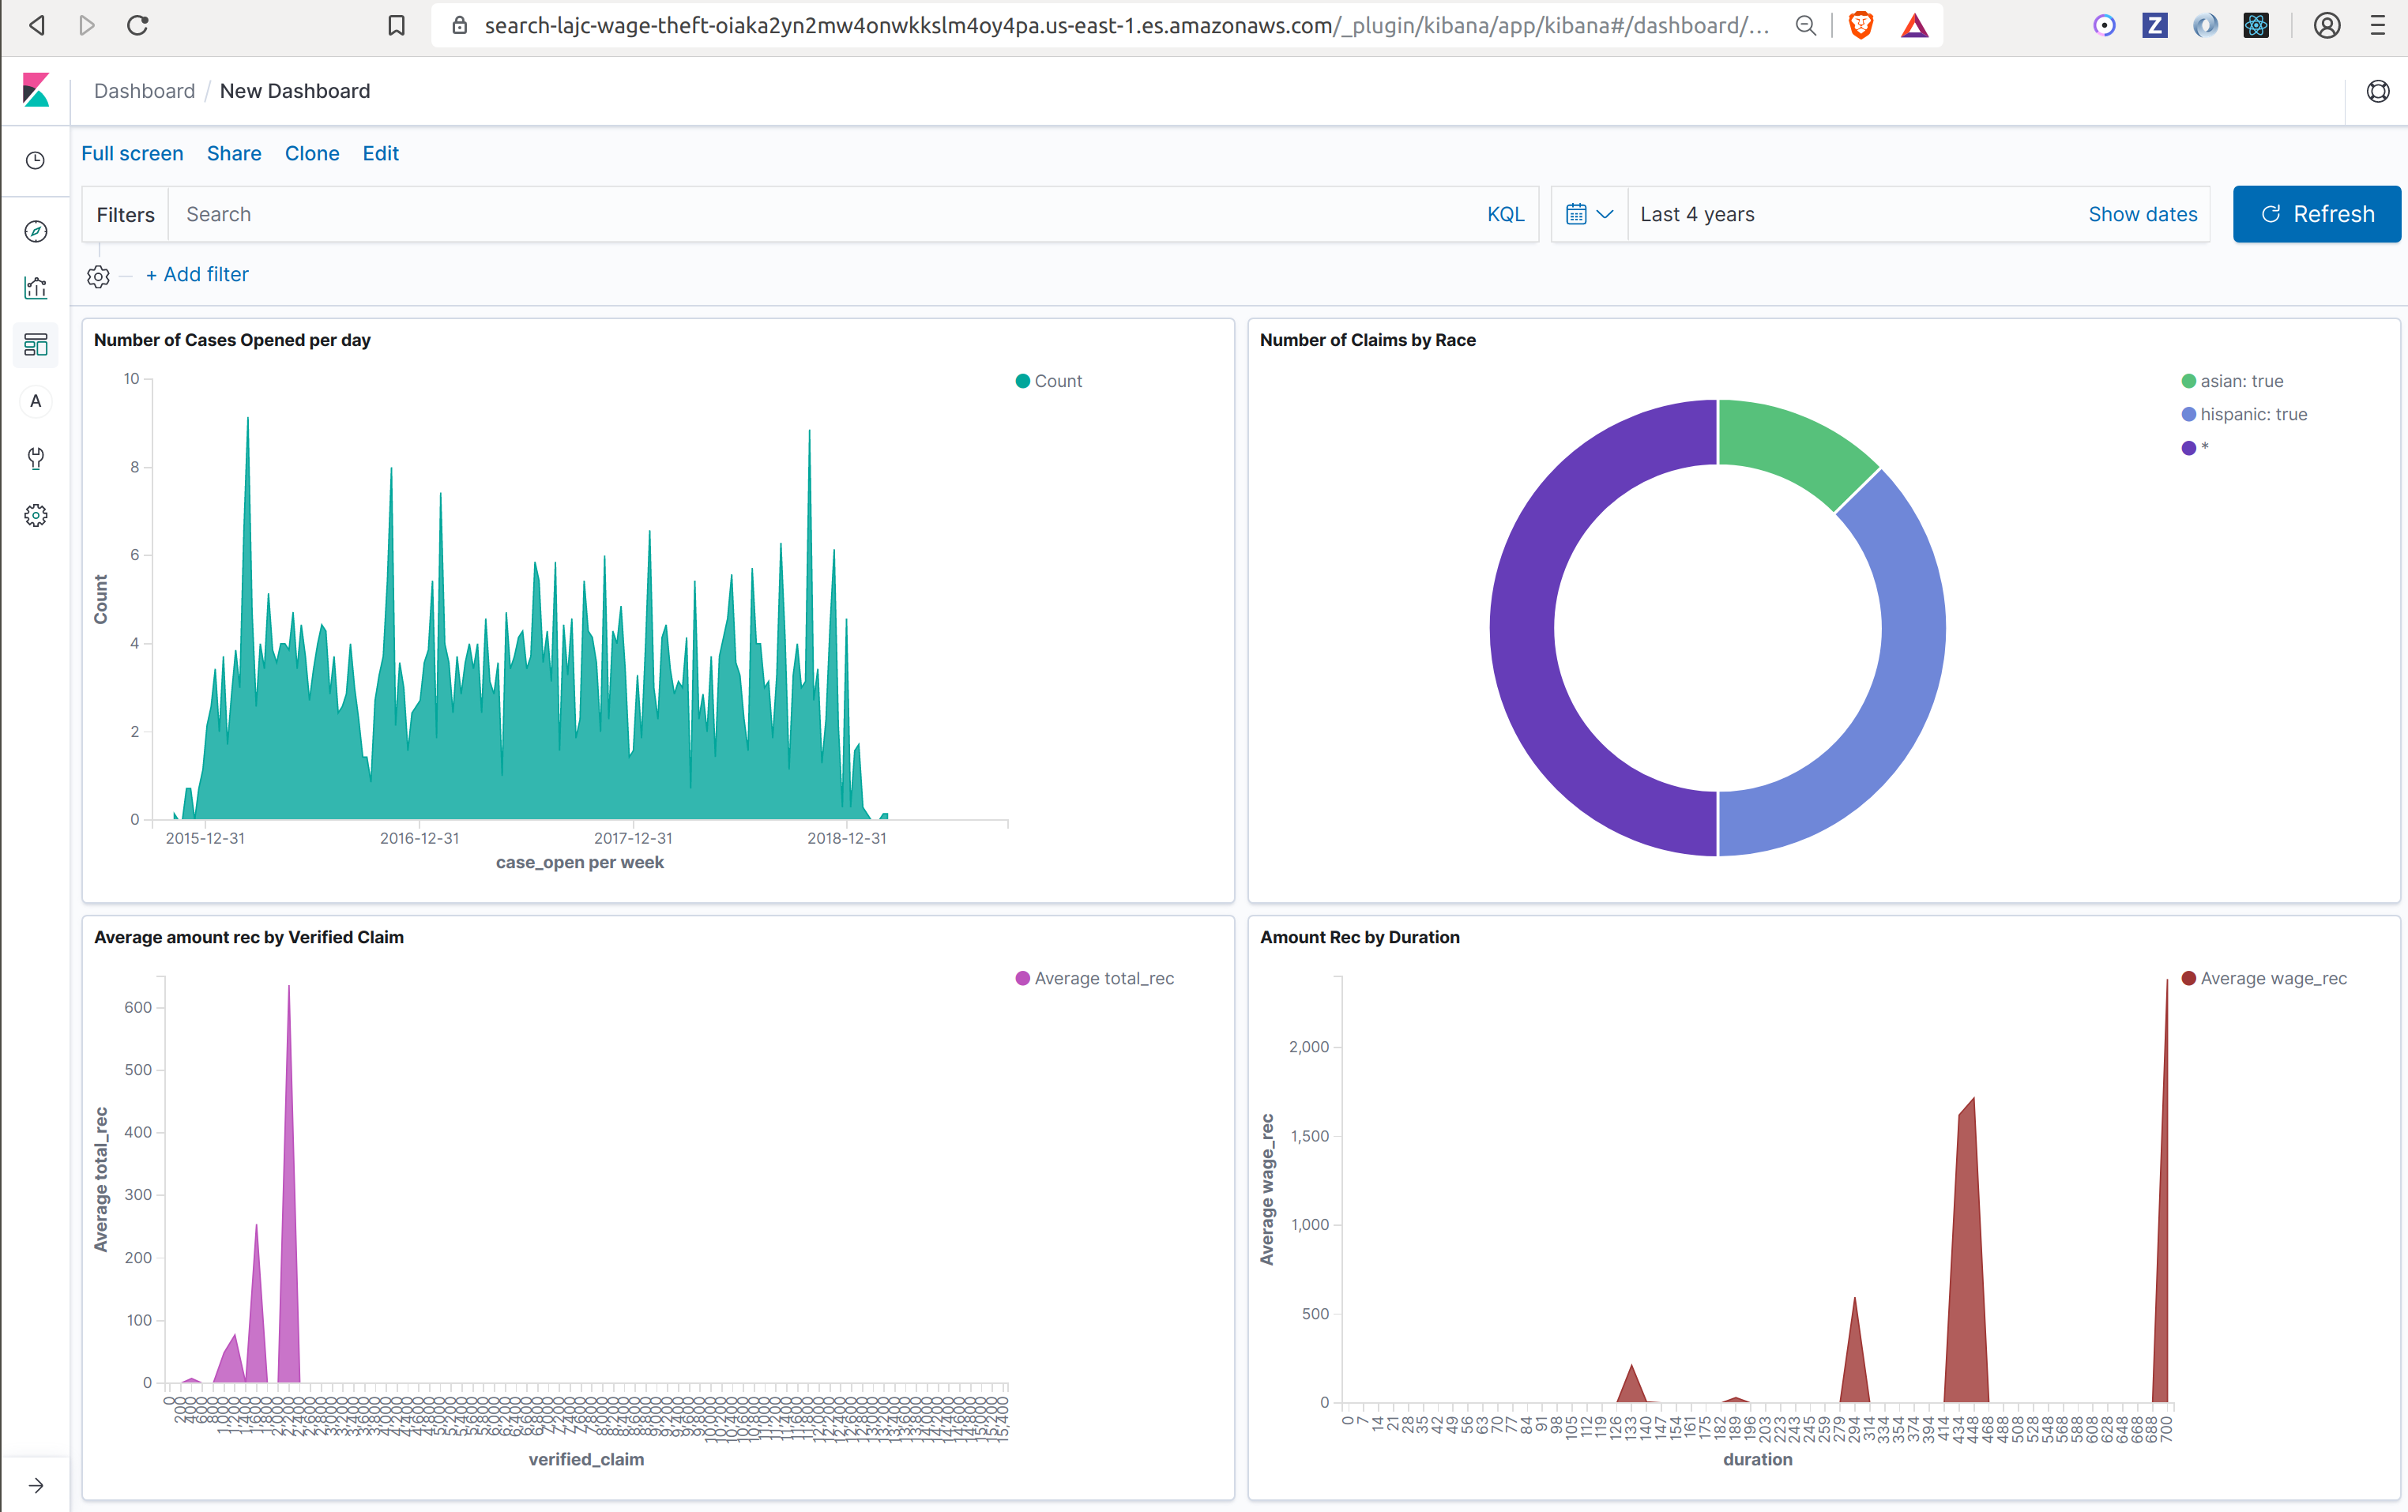 search-lajc-wage-theft-oiaka2yn2mw4onwkkslm4oy4pa.us-east-1.es.amazonaws.com/_plugin/kibana/app/kibana#/dashboard/...
Z
Dashboard / New Dashboard
Full screen Share Clone Edit
Filters Search KQL Last 4 years Show dates Refresh
+ Add filter
A
Number of Cases Opened per day
Count
10
8
6
4
2
0
Count
2015-12-31 2016-12-31 2017-12-31 2018-12-31
case_open per week
Number of Claims by Race
asian: true
hispanic: true
*
Average amount rec by Verified Claim
Average total_rec
600
500
400
300
200
100
0
Average total_rec
verified_claim
Amount Rec by Duration
Average wage_rec
2,000
1,500
1,000
500
0
Average wage_rec
0 7 14 21 28 35 42 49 56 63 70 77 84 91 98 105 112 119 126 133 140 147 154 161 175 182 189 196 203 223 243 245 259 279 294 314 334 354 374 394 414 434 448 468 488 508 528 548 568 588 608 628 648 668 688 700
duration